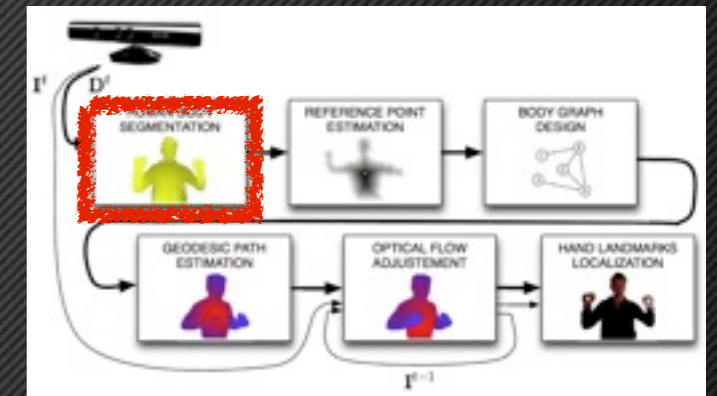 I^t D^t
SEGMENTATION
REFERENCE POINT
ESTIMATION
BODY GRAPH
DESIGN
GEODESIC PATH
ESTIMATION
OPTICAL FLOW
ADJUSTEMENT
HAND LANDMARKS
LOCALIZATION
I^{t-1}